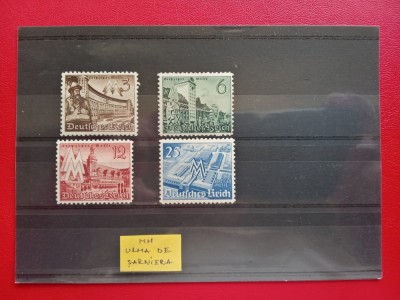 3
Deutsches Reich
6
12
Deutsches Reich
25
Deutsches Reich
MH
URMA DE
ŞARNIERA